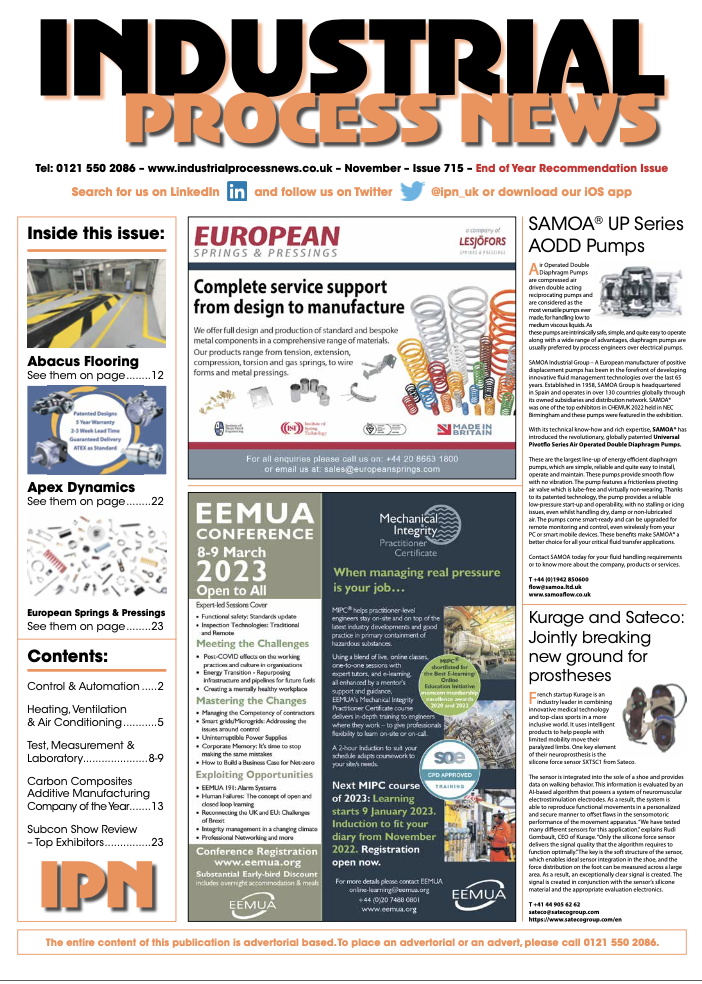 INDUSTRIAL
PROCESS NEWS
Tel: 0121 550 2086 – www.industrialprocessnews.co.uk – November – Issue 715 – End of Year Recommendation Issue
Search for us on LinkedIn in and follow us on Twitter @ipn_uk or download our iOS app
Inside this issue:
Abacus Flooring
See them on page........12
Patented Designs
5 Year Warranty
2-3 Week Lead Time
Guaranteed Delivery
ATEX as Standard
Apex Dynamics
See them on page........22
European Springs & Pressings
See them on page........23
Contents:
Control & Automation.....2
Heating, Ventilation
& Air Conditioning..........5
Test, Measurement &
Laboratory...................8-9
Carbon Composites
Additive Manufacturing
Company of the Year......13
Subcon Show Review
– Top Exhibitors..............23
IPN
EUROPEAN
SPRINGS & PRESSINGS
a company of
LESJÖFORS
SPRINGS & PRESSINGS
Complete service support
from design to manufacture
We offer full design and production of standard and bespoke
metal components in a comprehensive range of materials.
Our products range from tension, extension,
compression, torsion and gas springs, to wire
forms and metal pressings.
Institute of
Spring
Technology
MADE IN
BRITAIN
For all enquiries please call us on: +44 20 8663 1800
or email us at: sales@europeansprings.com
EEMUA
CONFERENCE
8-9 March
2023
Open to All
Expert-led Sessions Cover
• Functional safety: Standards update
• Inspection Technologies: Traditional
and Remote
Meeting the Challenges
• Post-COVID effects on the working
practices and culture in organisations
• Energy Transition - Repurposing
infrastructure and pipelines for future fuels
• Creating a mentally healthy workplace
Mastering the Changes
• Managing the Competency of contractors
• Smart grids/Microgrids: Addressing the
issues around control
• Uninterruptible Power Supplies
• Corporate Memory: It's time to stop
making the same mistakes
• How to Build a Business Case for Net-zero
Exploiting Opportunities
• EEMUA 191: Alarm Systems
• Human Failures: The concept of open and
closed loop learning
• Reconnecting the UK and EU: Challenges
of Brexit
• Integrity management in a changing climate
• Professional Networking and more
Conference Registration
www.eemua.org
Substantial Early-bird Discount
includes overnight accommodation & meals
EEMUA
Mechanical
Integrity
Practitioner
Certificate
When managing real pressure
is your job…
MIPC® helps practitioner-level
engineers stay on-site and on top of the
latest industry developments and good
practice in primary containment of
hazardous substances.
Using a blend of live, online classes,
one-to-one sessions with
expert tutors, and e-learning,
all enhanced by a mentor's
support and guidance.
EEMUA's Mechanical Integrity
Practitioner Certificate course
delivers in-depth training to engineers
where they work – to give professionals
flexibility to learn on-site or on-call.
A 2-hour Induction to suit your
schedule adapts coursework to
your site's needs.
MIPC®
shortlisted for
the Best E-learning/
Online
Education Initiative
memcom membership
excellence awards
2020 and 2022
soe
CPD APPROVED
TRAINING
Next MIPC course
of 2023: Learning
starts 9 January 2023.
Induction to fit your
diary from November
2022. Registration
open now.
For more details please contact EEMUA
online-learning@eemua.org
+44 (0)20 7488 0801
www.eemua.org
EEMUA
SAMOA® UP Series
AODD Pumps
Air Operated Double
Diaphragm Pumps
are compressed air
driven double acting
reciprocating pumps and
are considered as the
most versatile pumps ever
made, for handling low to
medium viscous liquids. As
these pumps are intrinsically safe, simple, and quite easy to operate
along with a wide range of advantages, diaphragm pumps are
usually preferred by process engineers over electrical pumps.
SAMOA Industrial Group – A European manufacturer of positive
displacement pumps has been in the forefront of developing
innovative fluid management technologies over the last 65
years. Established in 1958, SAMOA Group is headquartered
in Spain and operates in over 130 countries globally through
its owned subsidiaries and distribution network. SAMOA®
was one of the top exhibitors in CHEMUK 2022 held in NEC
Birmingham and these pumps were featured in the exhibition.
With its technical know-how and rich expertise, SAMOA® has
introduced the revolutionary, globally patented Universal
Pivotflo Series Air Operated Double Diaphragm Pumps.
These are the largest line-up of energy efficient diaphragm
pumps, which are simple, reliable and quite easy to install,
operate and maintain. These pumps provide smooth flow
with no vibration. The pump features a frictionless pivoting
air valve which is lube-free and virtually non-wearing. Thanks
to its patented technology, the pump provides a reliable
low-pressure start-up and operability, with no stalling or icing
issues, even whilst handling dry, damp or non-lubricated
air. The pumps come smart-ready and can be upgraded for
remote monitoring and control, even wirelessly from your
PC or smart mobile devices. These benefits make SAMOA® a
better choice for all your critical fluid transfer applications.
Contact SAMOA today for your fluid handling requirements
or to know more about the company, products or services.
T +44 (0)1942 850600
flow@samoa.ltd.uk
www.samoaflow.co.uk
Kurage and Sateco:
Jointly breaking
new ground for
prostheses
French startup Kurage is an
industry leader in combining
innovative medical technology
and top-class sports in a more
inclusive world. It uses intelligent
products to help people with
limited mobility move their
paralyzed limbs. One key element
of their neuroprosthesis is the
silicone force sensor SXTSC1 from Sateco.
The sensor is integrated into the sole of a shoe and provides
data on walking behavior. This information is evaluated by an
AI-based algorithm that powers a system of neuromuscular
electrostimulation electrodes. As a result, the system is
able to reproduce functional movements in a personalized
and secure manner to offset flaws in the sensomotoric
performance of the movement apparatus. "We have tested
many different sensors for this application," explains Rudi
Gombault, CEO of Kurage. "Only the silicone force sensor
delivers the signal quality that the algorithm requires to
function optimally." The key is the soft structure of the sensor,
which enables ideal sensor integration in the shoe, and the
force distribution on the foot can be measured across a large
area. As a result, an exceptionally clear signal is created. The
signal is created in conjunction with the sensor's silicone
material and the appropriate evaluation electronics.
T +41 44 905 62 62
sateco@satecogroup.com
https://www.satecogroup.com/en
The entire content of this publication is advertorial based. To place an advertorial or an advert, please call 0121 550 2086.